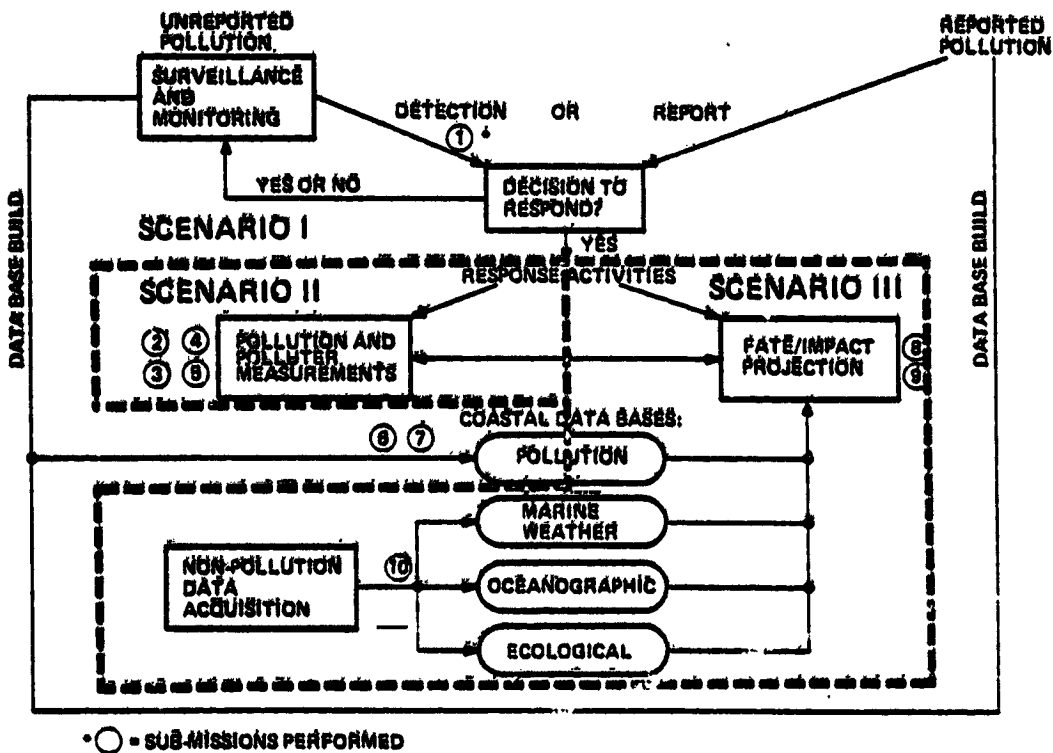 UNREPORTED
POLLUTION
REPORTED
POLLUTION
SURVEILLANCE
AND
MONITORING
DETECTION OR REPORT
1 *
DECISION TO
RESPOND?
YES OR NO
YES
DATA BASE BUILD
DATA BASE BUILD
SCENARIO I
RESPONSE ACTIVITIES
SCENARIO II
SCENARIO III
2 4
3 5
POLLUTION AND
POLLUTER
MEASUREMENTS
FATE/IMPACT
PROJECTION
8
9
COASTAL DATA BASES:
6 7
POLLUTION
MARINE
WEATHER
NON-POLLUTION
DATA
ACQUISITION
10
OCEANOGRAPHIC
ECOLOGICAL
* ○ = SUB-MISSIONS PERFORMED